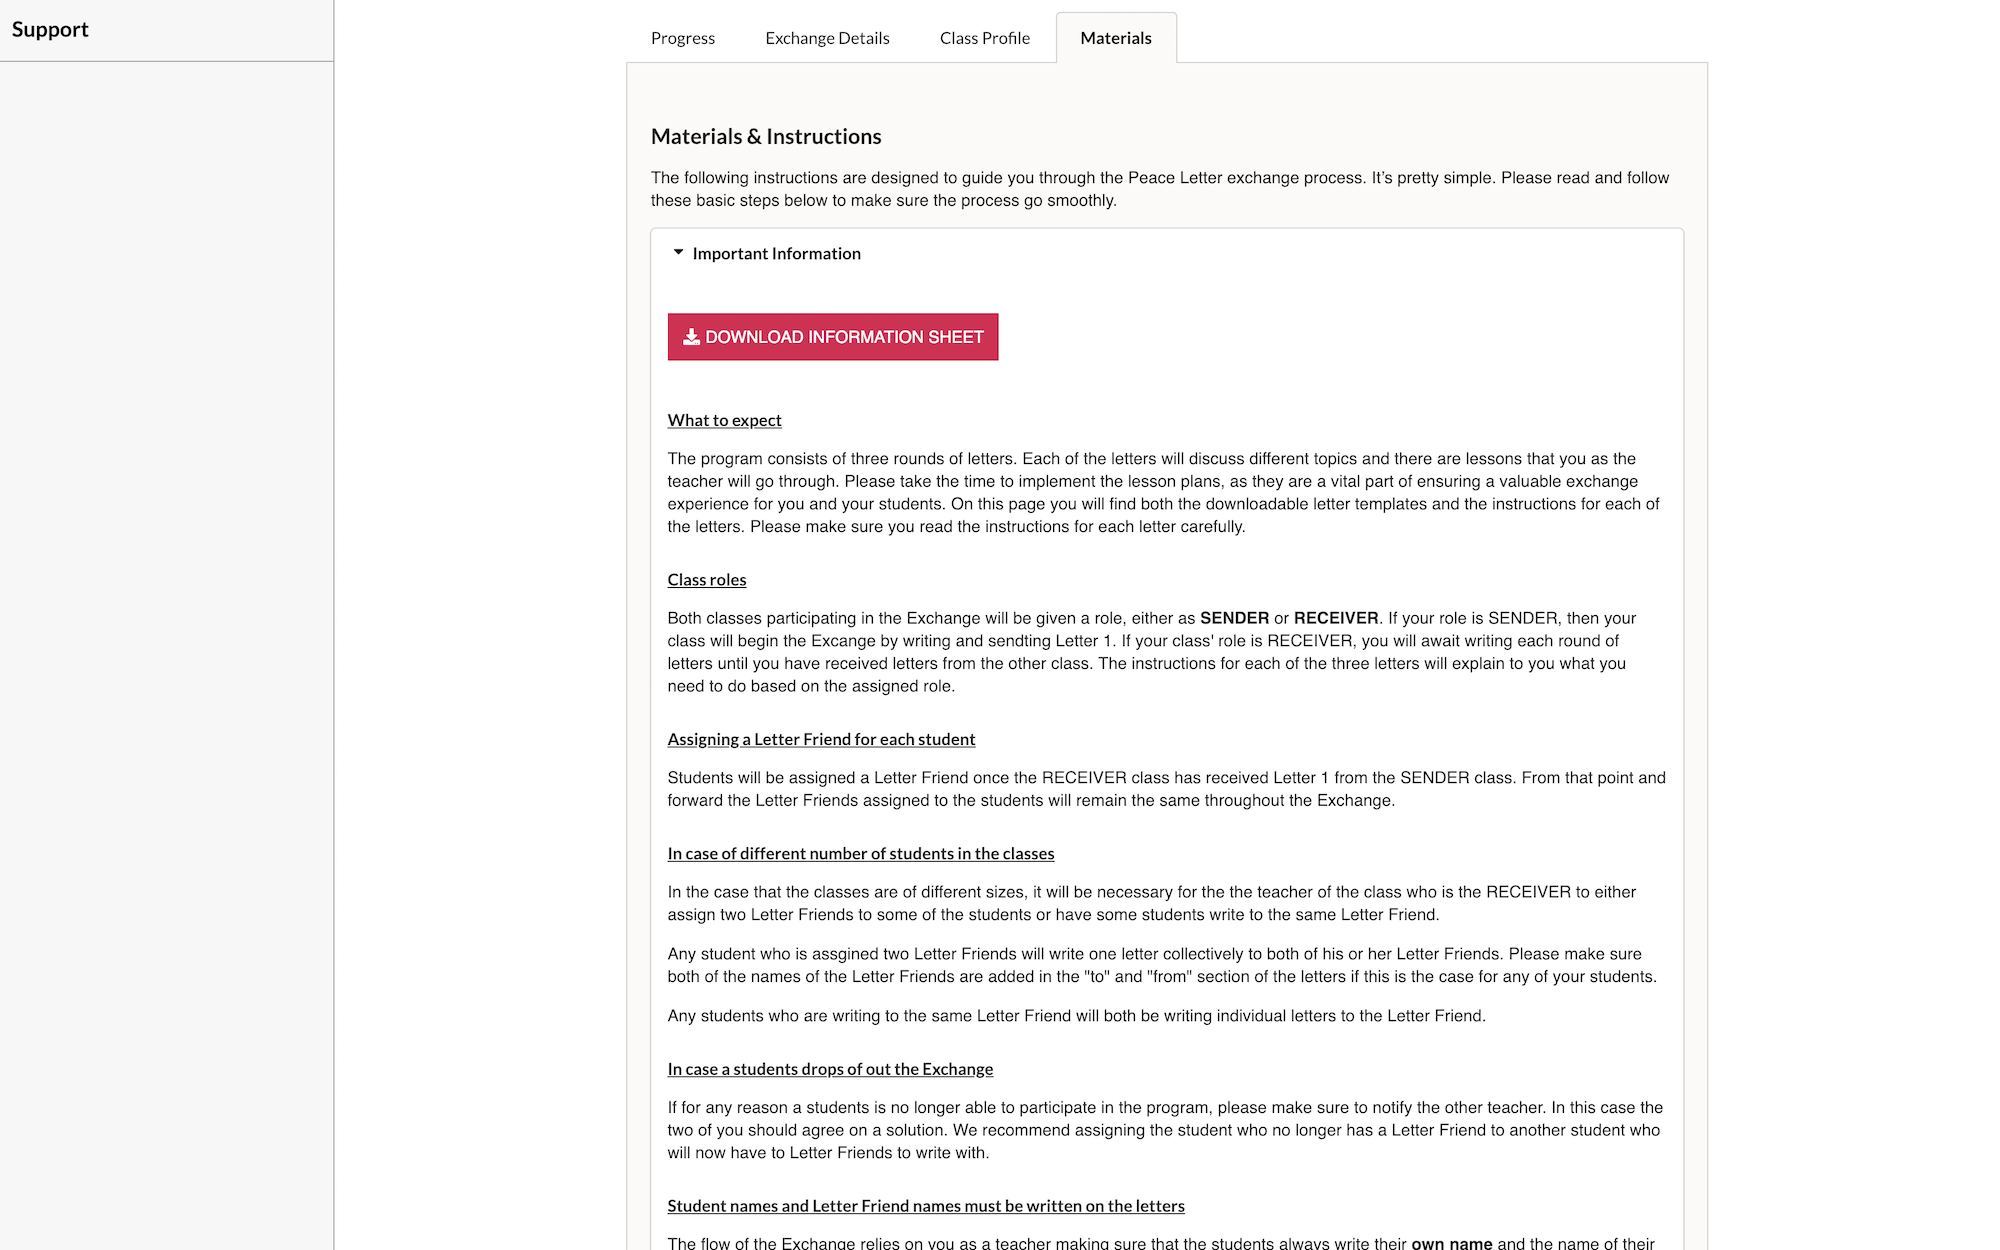 Support
Progress
Exchange Details
Class Profile
Materials
Materials & Instructions
The following instructions are designed to guide you through the Peace Letter exchange process. It’s pretty simple. Please read and follow
these basic steps below to make sure the process go smoothly.
Important Information
DOWNLOAD INFORMATION SHEET
What to expect
The program consists of three rounds of letters. Each of the letters will discuss different topics and there are lessons that you as the
teacher will go through. Please take the time to implement the lesson plans, as they are a vital part of ensuring a valuable exchange
experience for you and your students. On this page you will find both the downloadable letter templates and the instructions for each of
the letters. Please make sure you read the instructions for each letter carefully.
Class roles
Both classes participating in the Exchange will be given a role, either as SENDER or RECEIVER. If your role is SENDER, then your
class will begin the Excange by writing and sendting Letter 1. If your class' role is RECEIVER, you will await writing each round of
letters until you have received letters from the other class. The instructions for each of the three letters will explain to you what you
need to do based on the assigned role.
Assigning a Letter Friend for each student
Students will be assigned a Letter Friend once the RECEIVER class has received Letter 1 from the SENDER class. From that point and
forward the Letter Friends assigned to the students will remain the same throughout the Exchange.
In case of different number of students in the classes
In the case that the classes are of different sizes, it will be necessary for the the teacher of the class who is the RECEIVER to either
assign two Letter Friends to some of the students or have some students write to the same Letter Friend.
Any student who is assgined two Letter Friends will write one letter collectively to both of his or her Letter Friends. Please make sure
both of the names of the Letter Friends are added in the "to" and "from" section of the letters if this is the case for any of your students.
Any students who are writing to the same Letter Friend will both be writing individual letters to the Letter Friend.
In case a students drops of out the Exchange
If for any reason a students is no longer able to participate in the program, please make sure to notify the other teacher. In this case the
two of you should agree on a solution. We recommend assigning the student who no longer has a Letter Friend to another student who
will now have to Letter Friends to write with.
Student names and Letter Friend names must be written on the letters
The flow of the Exchange relies on you as a teacher making sure that the students always write their own name and the name of their